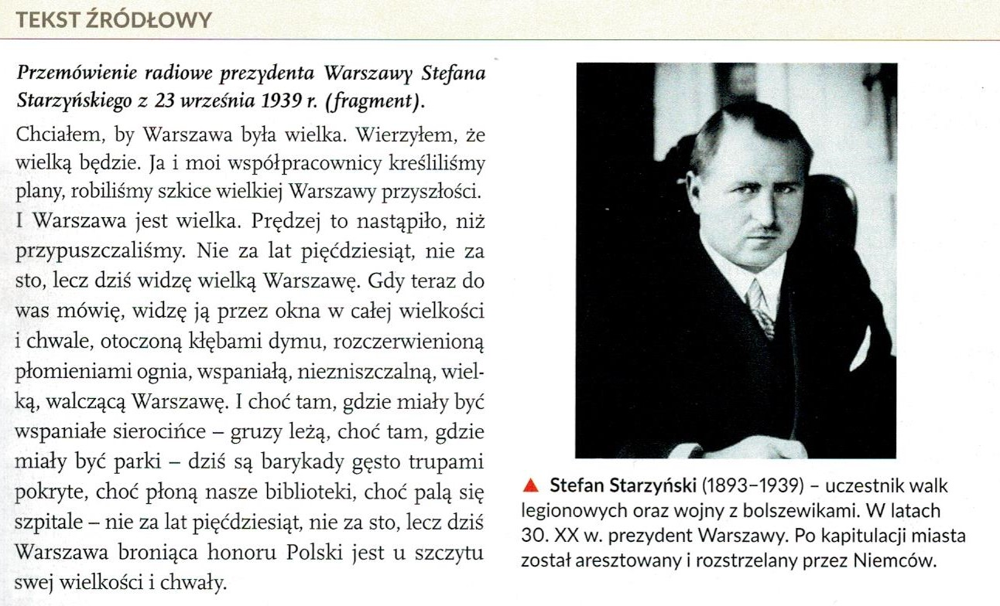 TEKST ŹRÓDŁOWY
Przemówienie radiowe prezydenta Warszawy Stefana
Starzyńskiego z 23 września 1939 r. (fragment).
Chciałem, by Warszawa była wielka. Wierzyłem, że
wielką będzie. Ja i moi współpracownicy kreśliliśmy
plany, robiliśmy szkice wielkiej Warszawy przyszłości.
I Warszawa jest wielka. Prędzej to nastąpiło, niż
przypuszczaliśmy. Nie za lat pięćdziesiąt, nie za
sto, lecz dziś widzę wielką Warszawę. Gdy teraz do
was mówię, widzę ją przez okna w całej wielkości
i chwale, otoczoną kłębami dymu, rozczerwienioną
płomieniami ognia, wspaniałą, niezniszczalną, wiel-
ką, walczącą Warszawę. I choć tam, gdzie miały być
wspaniałe sierocińce – gruzy leżą, choć tam, gdzie
miały być parki – dziś są barykady gęsto trupami
pokryte, choć płoną nasze biblioteki, choć palą się
szpitale – nie za lat pięćdziesiąt, nie za sto, lecz dziś
Warszawa broniąca honoru Polski jest u szczytu
swej wielkości i chwały.
▲ Stefan Starzyński (1893–1939) – uczestnik walk
legionowych oraz wojny z bolszewikami. W latach
30. XX w. prezydent Warszawy. Po kapitulacji miasta
został aresztowany i rozstrzelany przez Niemców.